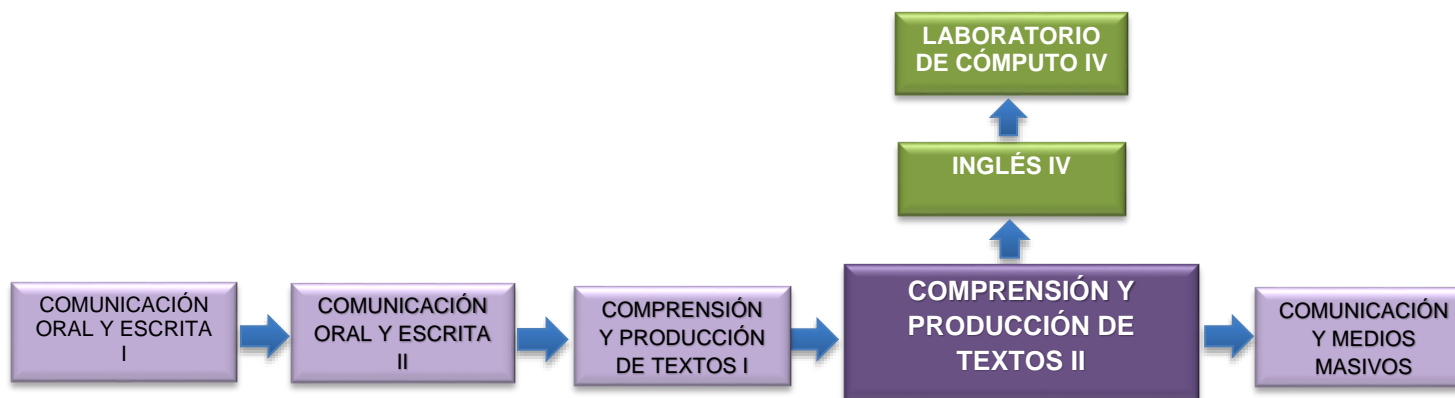 LABORATORIO
DE CÓMPUTO IV
INGLÉS IV
COMUNICACIÓN
ORAL Y ESCRITA
I
COMUNICACIÓN
ORAL Y ESCRITA
II
COMPRENSIÓN
Y PRODUCCIÓN
DE TEXTOS I
COMPRENSIÓN Y
PRODUCCIÓN DE
TEXTOS II
COMUNICACIÓN
Y MEDIOS
MASIVOS